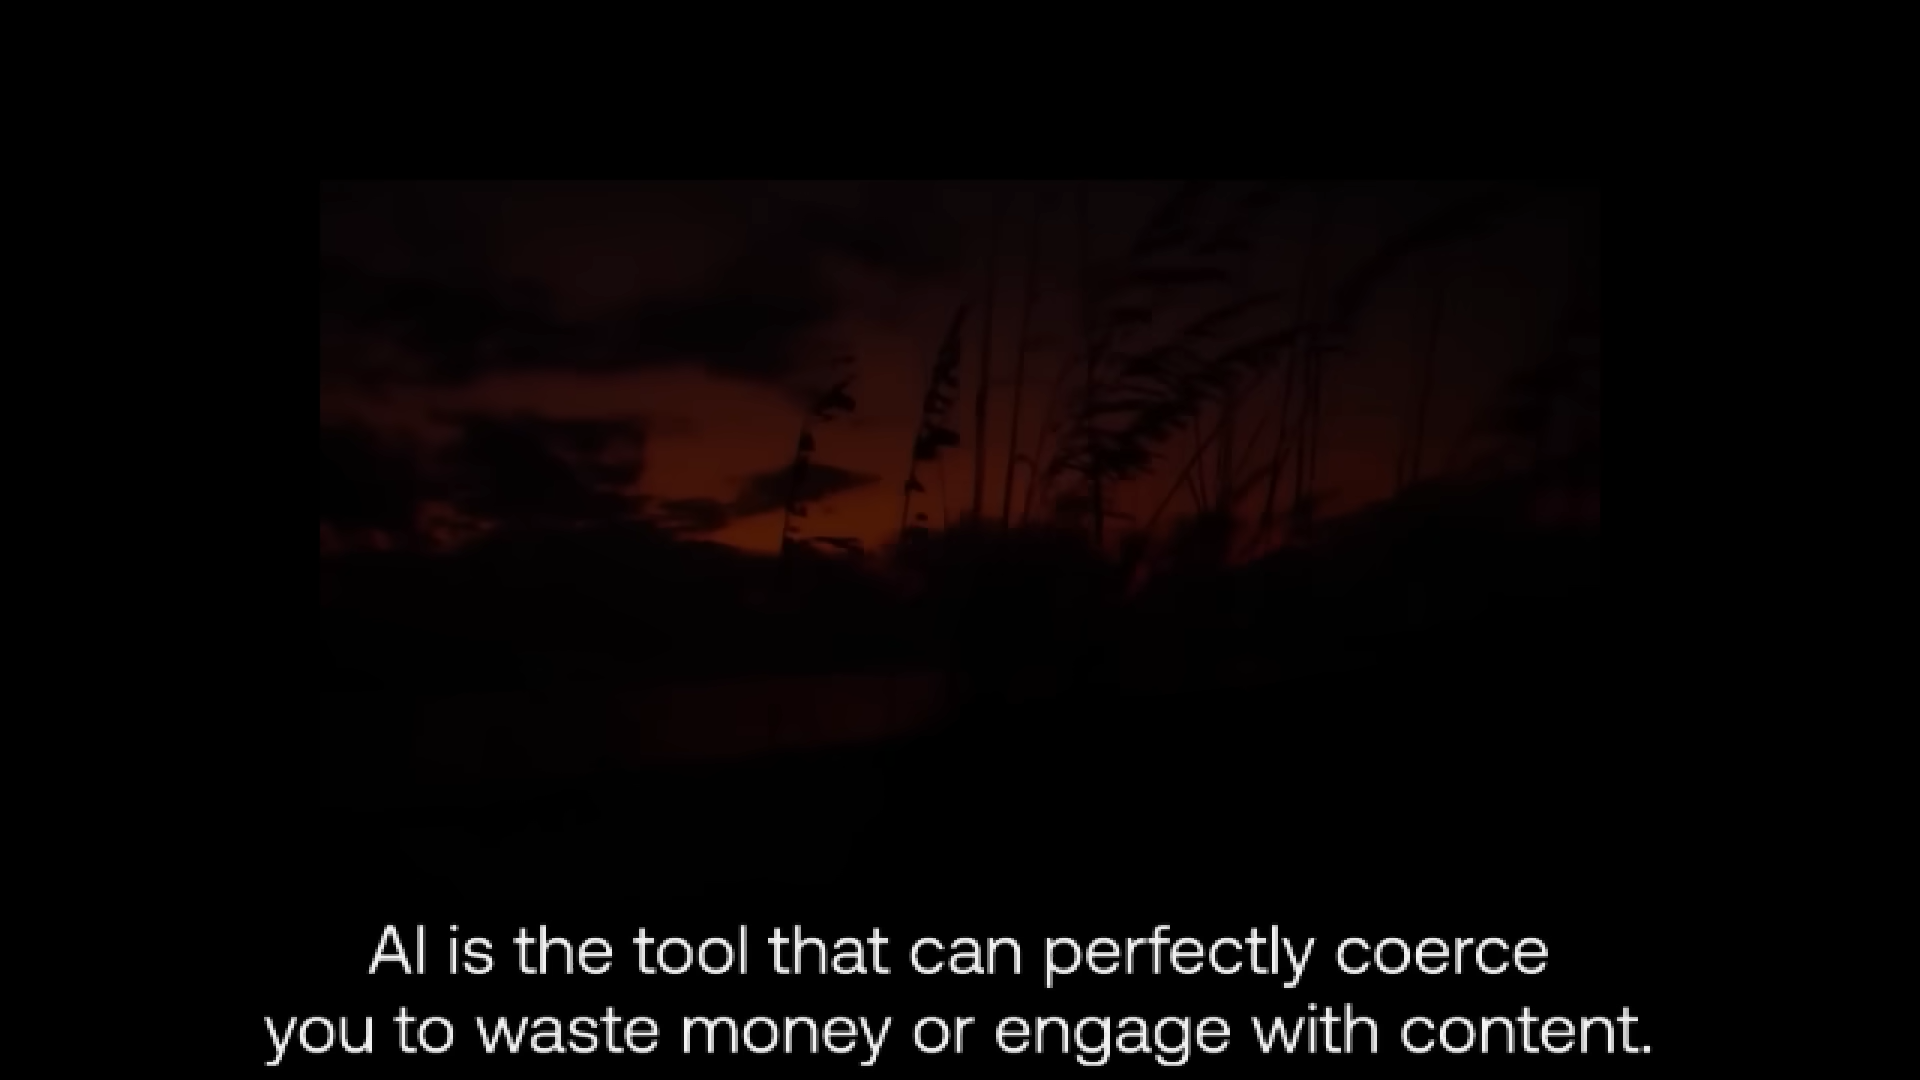 AI is the tool that can perfectly coerce
you to waste money or engage with content.